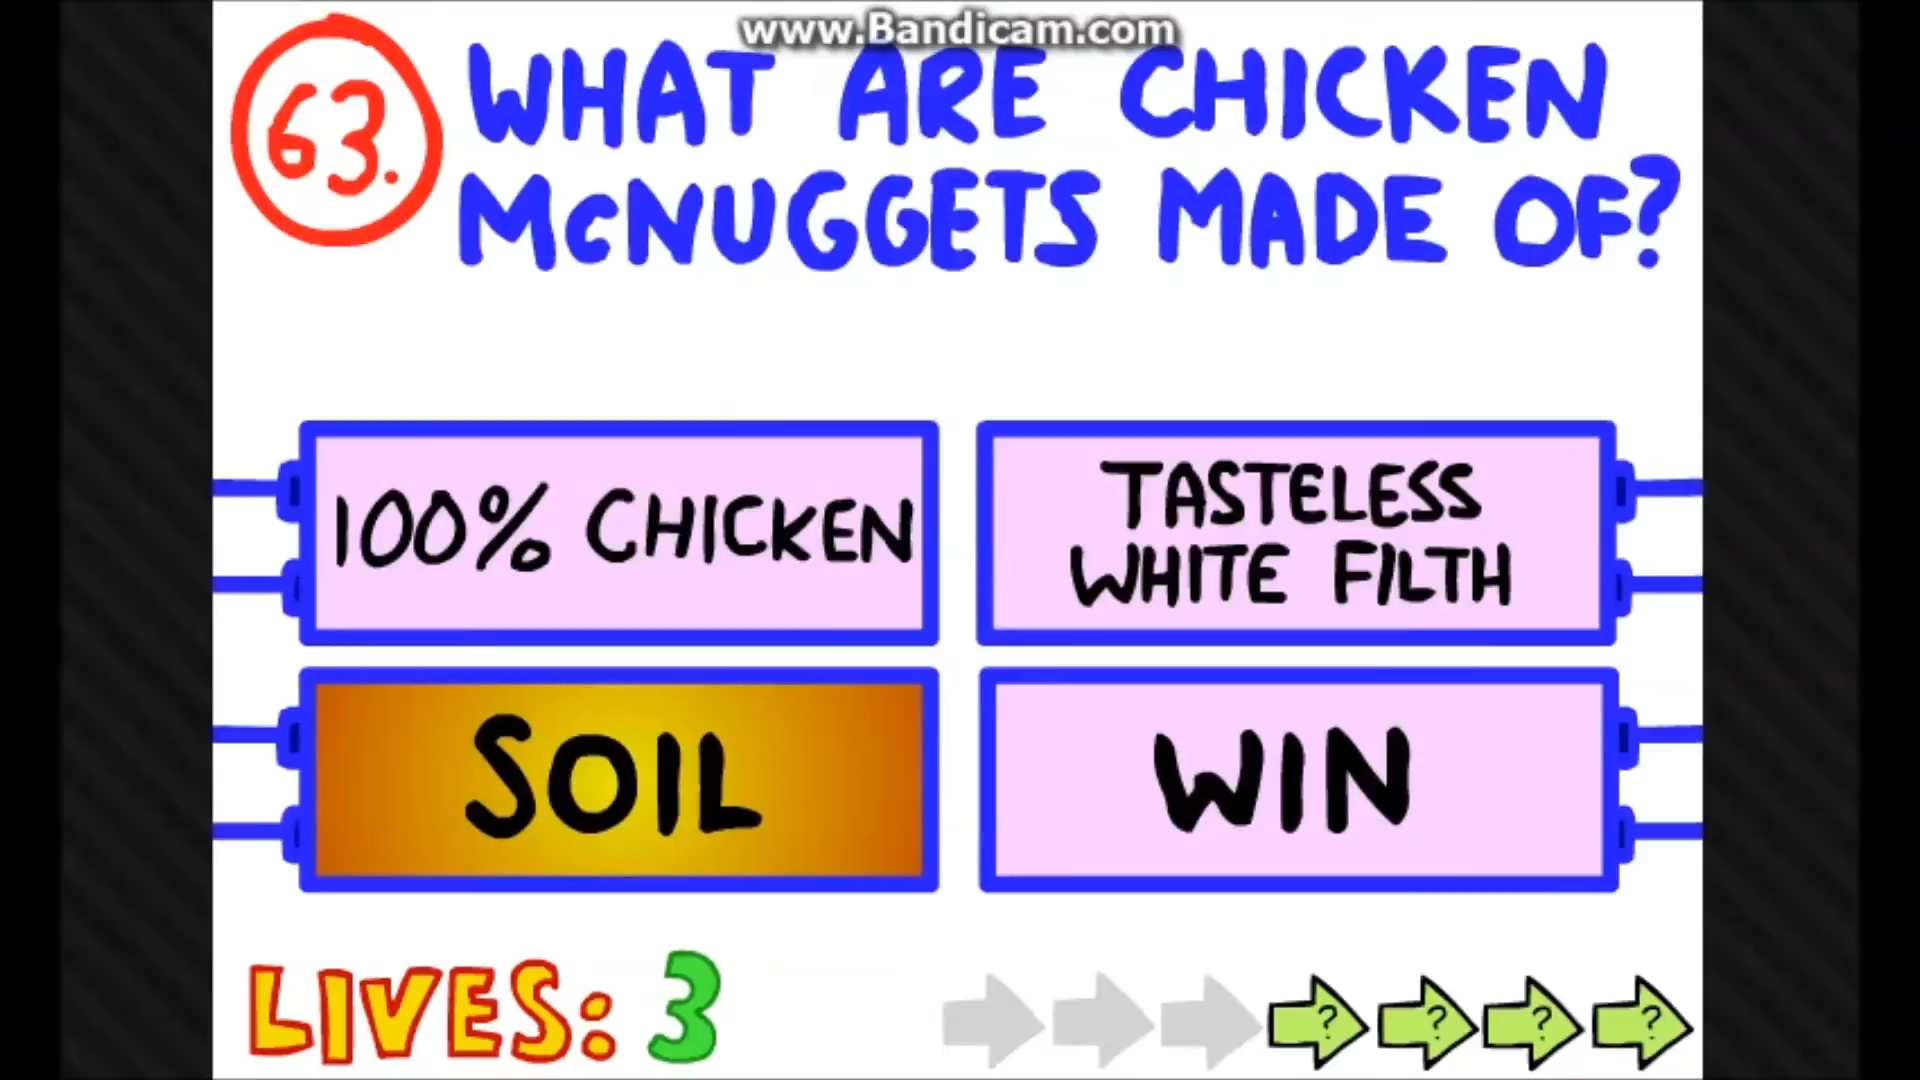 www.Bandicam.com
63.
WHAT ARE CHICKEN
McNUGGETS MADE OF?
100% CHICKEN
TASTELESS
WHITE FILTH
SOIL
WIN
LIVES: 3
? ? ? ?